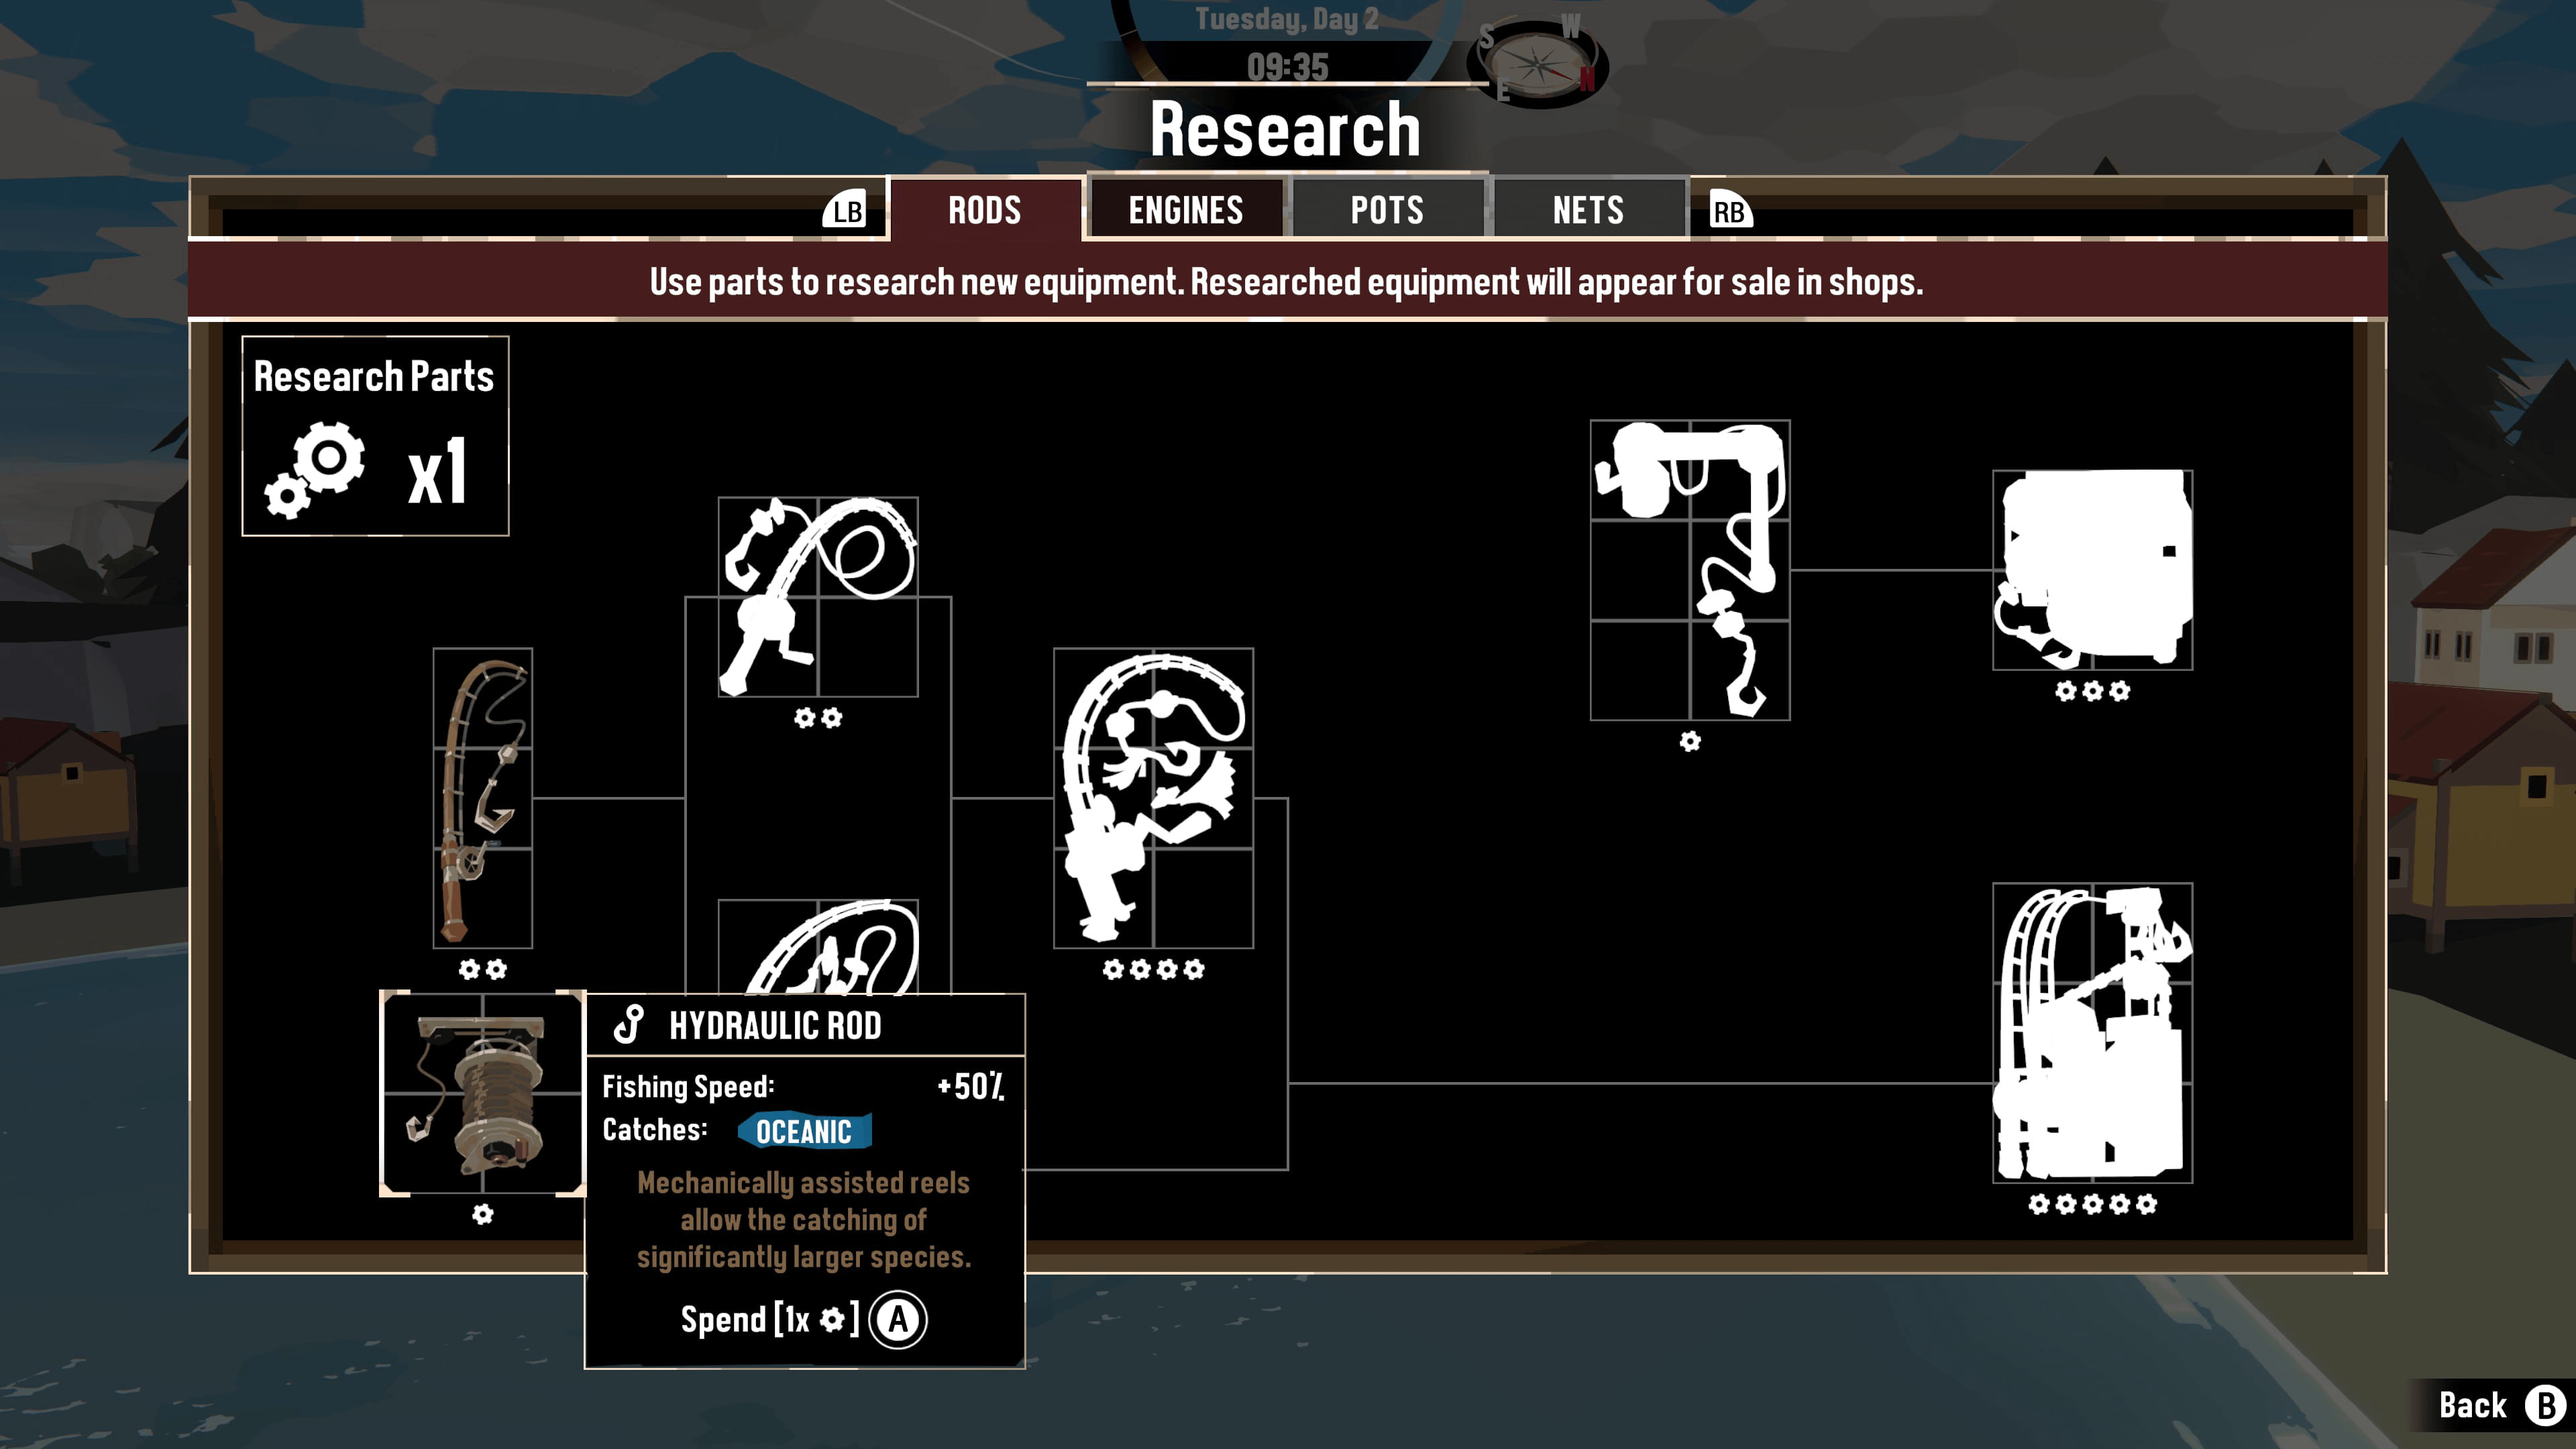 Tuesday, Day 2
09:35
S
W
N
E
Research
LB
RODS
ENGINES
POTS
NETS
RB
Use parts to research new equipment. Researched equipment will appear for sale in shops.
Research Parts
x1
HYDRAULIC ROD
Fishing Speed: +50%
Catches: OCEANIC
Mechanically assisted reels
allow the catching of
significantly larger species.
Spend [1x ] A
Back B